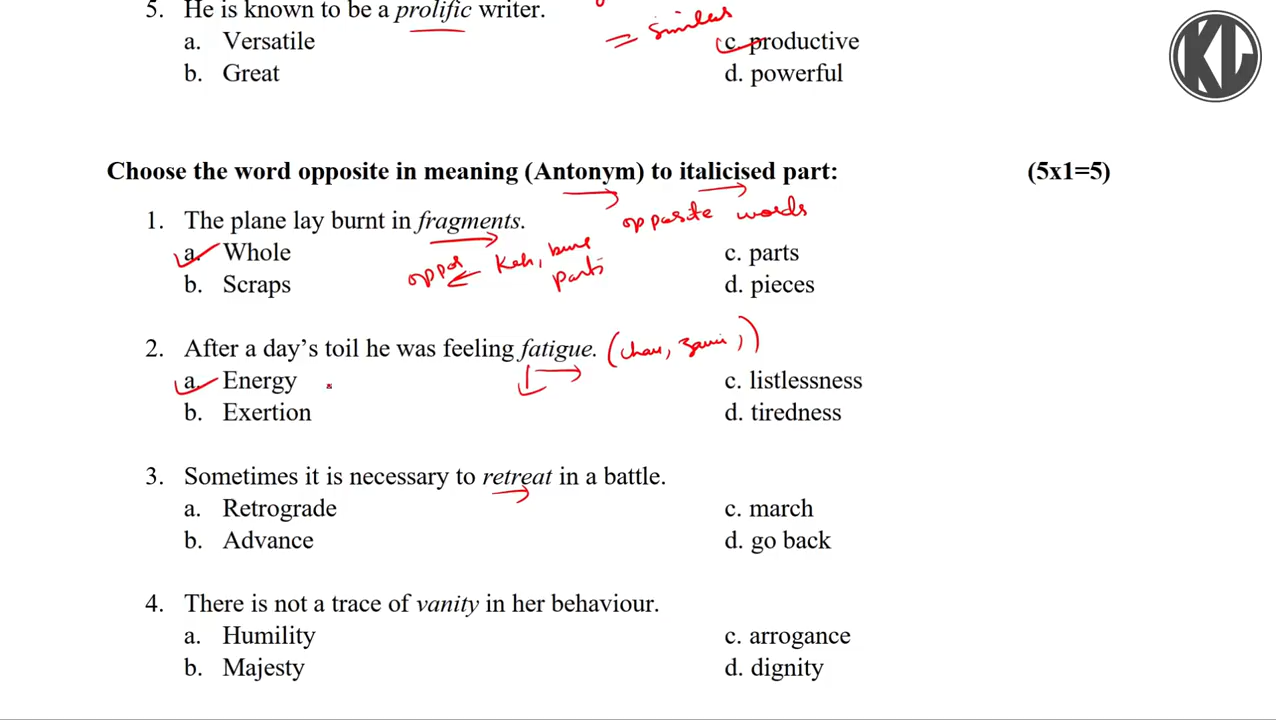 5. He is known to be a prolific writer.
= similar
a. Versatile
c. productive
b. Great
d. powerful
KL
Choose the word opposite in meaning (Antonym) to italicised part: (5x1=5)
opposite words
1. The plane lay burnt in fragments.
a. Whole
c. parts
oppo
parts
b. Scraps
d. pieces
2. After a day's toil he was feeling fatigue.
a. Energy
c. listlessness
b. Exertion
d. tiredness
3. Sometimes it is necessary to retreat in a battle.
a. Retrograde
c. march
b. Advance
d. go back
4. There is not a trace of vanity in her behaviour.
a. Humility
c. arrogance
b. Majesty
d. dignity